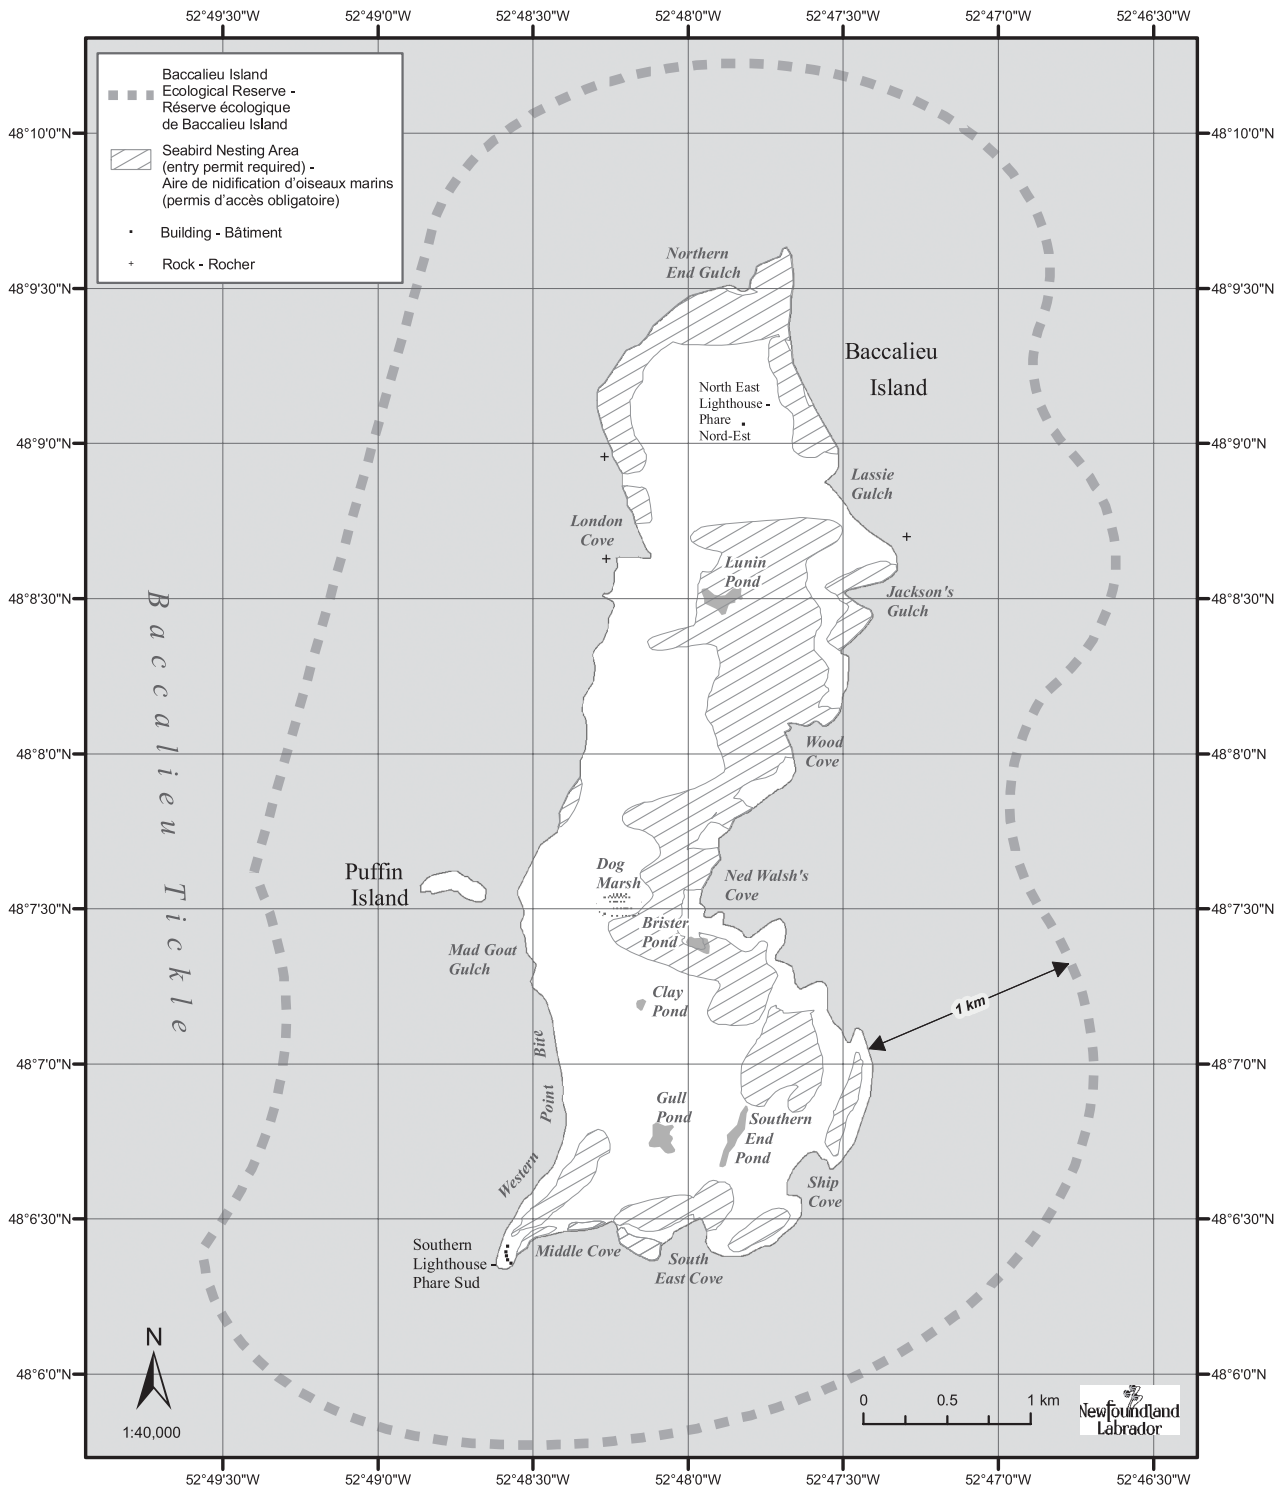 52°49'30"W
52°49'0"W
52°48'30"W
52°48'0"W
52°47'30"W
52°47'0"W
52°46'30"W
Baccalieu Island
Ecological Reserve -
Réserve écologique
de Baccalieu Island
Seabird Nesting Area
(entry permit required) -
Aire de nidification d'oiseaux marins
(permis d'accès obligatoire)
Building - Bâtiment
Rock - Rocher
48°10'0"N
48°10'0"N
48°9'30"N
48°9'30"N
48°9'0"N
48°9'0"N
48°8'30"N
48°8'30"N
48°8'0"N
48°8'0"N
48°7'30"N
48°7'30"N
48°7'0"N
48°7'0"N
48°6'30"N
48°6'30"N
48°6'0"N
48°6'0"N
Northern
End Gulch
Baccalieu
Island
North East
Lighthouse -
Phare
Nord-Est
Lassie
Gulch
London
Cove
Lunin
Pond
Jackson's
Gulch
Baccalieu Tickle
Wood
Cove
Puffin
Island
Dog
Marsh
Ned Walsh's
Cove
Brister
Pond
Mad Goat
Gulch
Clay
Pond
1 km
Western Point Bite
Gull
Pond
Southern
End
Pond
Ship
Cove
Southern
Lighthouse -
Phare Sud
Middle Cove
South
East Cove
N
1:40,000
0 0.5 1 km
Newfoundland
Labrador
52°49'30"W
52°49'0"W
52°48'30"W
52°48'0"W
52°47'30"W
52°47'0"W
52°46'30"W